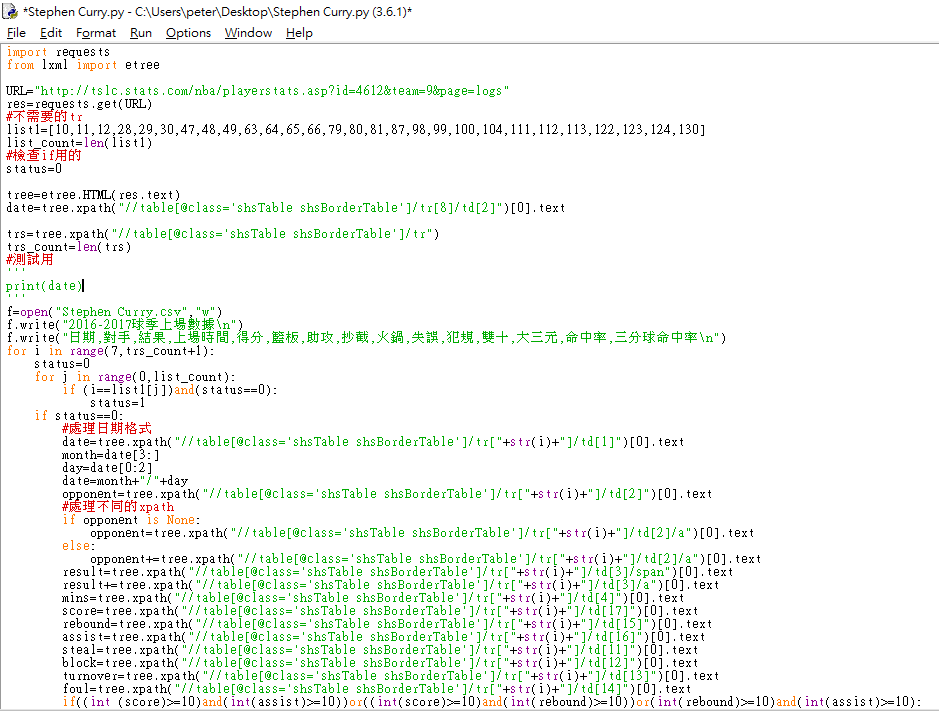 *Stephen Curry.py - C:\Users\peter\Desktop\Stephen Curry.py (3.6.1)*
File Edit Format Run Options Window Help
import requests
from lxml import etree
URL="http://tslc.stats.com/nba/playerstats.asp?id=4612&team=9&page=logs"
res=requests.get(URL)
#不需要的tr
list1=[10,11,12,28,29,30,47,48,49,63,64,65,66,79,80,81,87,98,99,100,104,111,112,113,122,123,124,130]
list_count=len(list1)
#檢查if用的
status=0
tree=etree.HTML(res.text)
date=tree.xpath("//table[@class='shsTable shsBorderTable']/tr[8]/td[2]")[0].text
trs=tree.xpath("//table[@class='shsTable shsBorderTable']/tr")
trs_count=len(trs)
#測試用
'''
print(date)
'''
f=open("Stephen Curry.csv","w")
f.write("2016-2017球季上場數據\n")
f.write("日期,對手,結果,上場時間,得分,籃板,助攻,抄截,火鍋,失誤,犯規,雙十,大三元,命中率,三分球命中率\n")
for i in range(7,trs_count+1):
    status=0
    for j in range(0,list_count):
        if (i==list1[j])and(status==0):
            status=1
    if status==0:
        #處理日期格式
        date=tree.xpath("//table[@class='shsTable shsBorderTable']/tr["+str(i)+"]/td[1]")[0].text
        month=date[3:]
        day=date[0:2]
        date=month+"/"+day
        opponent=tree.xpath("//table[@class='shsTable shsBorderTable']/tr["+str(i)+"]/td[2]")[0].text
        #處理不同的xpath
        if opponent is None:
            opponent=tree.xpath("//table[@class='shsTable shsBorderTable']/tr["+str(i)+"]/td[2]/a")[0].text
        else:
            opponent+=tree.xpath("//table[@class='shsTable shsBorderTable']/tr["+str(i)+"]/td[2]/a")[0].text
        result=tree.xpath("//table[@class='shsTable shsBorderTable']/tr["+str(i)+"]/td[3]/span")[0].text
        result+=tree.xpath("//table[@class='shsTable shsBorderTable']/tr["+str(i)+"]/td[3]/a")[0].text
        mins=tree.xpath("//table[@class='shsTable shsBorderTable']/tr["+str(i)+"]/td[4]")[0].text
        score=tree.xpath("//table[@class='shsTable shsBorderTable']/tr["+str(i)+"]/td[17]")[0].text
        rebound=tree.xpath("//table[@class='shsTable shsBorderTable']/tr["+str(i)+"]/td[15]")[0].text
        assist=tree.xpath("//table[@class='shsTable shsBorderTable']/tr["+str(i)+"]/td[16]")[0].text
        steal=tree.xpath("//table[@class='shsTable shsBorderTable']/tr["+str(i)+"]/td[11]")[0].text
        block=tree.xpath("//table[@class='shsTable shsBorderTable']/tr["+str(i)+"]/td[12]")[0].text
        turnover=tree.xpath("//table[@class='shsTable shsBorderTable']/tr["+str(i)+"]/td[13]")[0].text
        foul=tree.xpath("//table[@class='shsTable shsBorderTable']/tr["+str(i)+"]/td[14]")[0].text
        if((int (score)>=10)and(int(assist)>=10))or((int(score)>=10)and(int(rebound)>=10))or(int(rebound)>=10)and(int(assist)>=10):